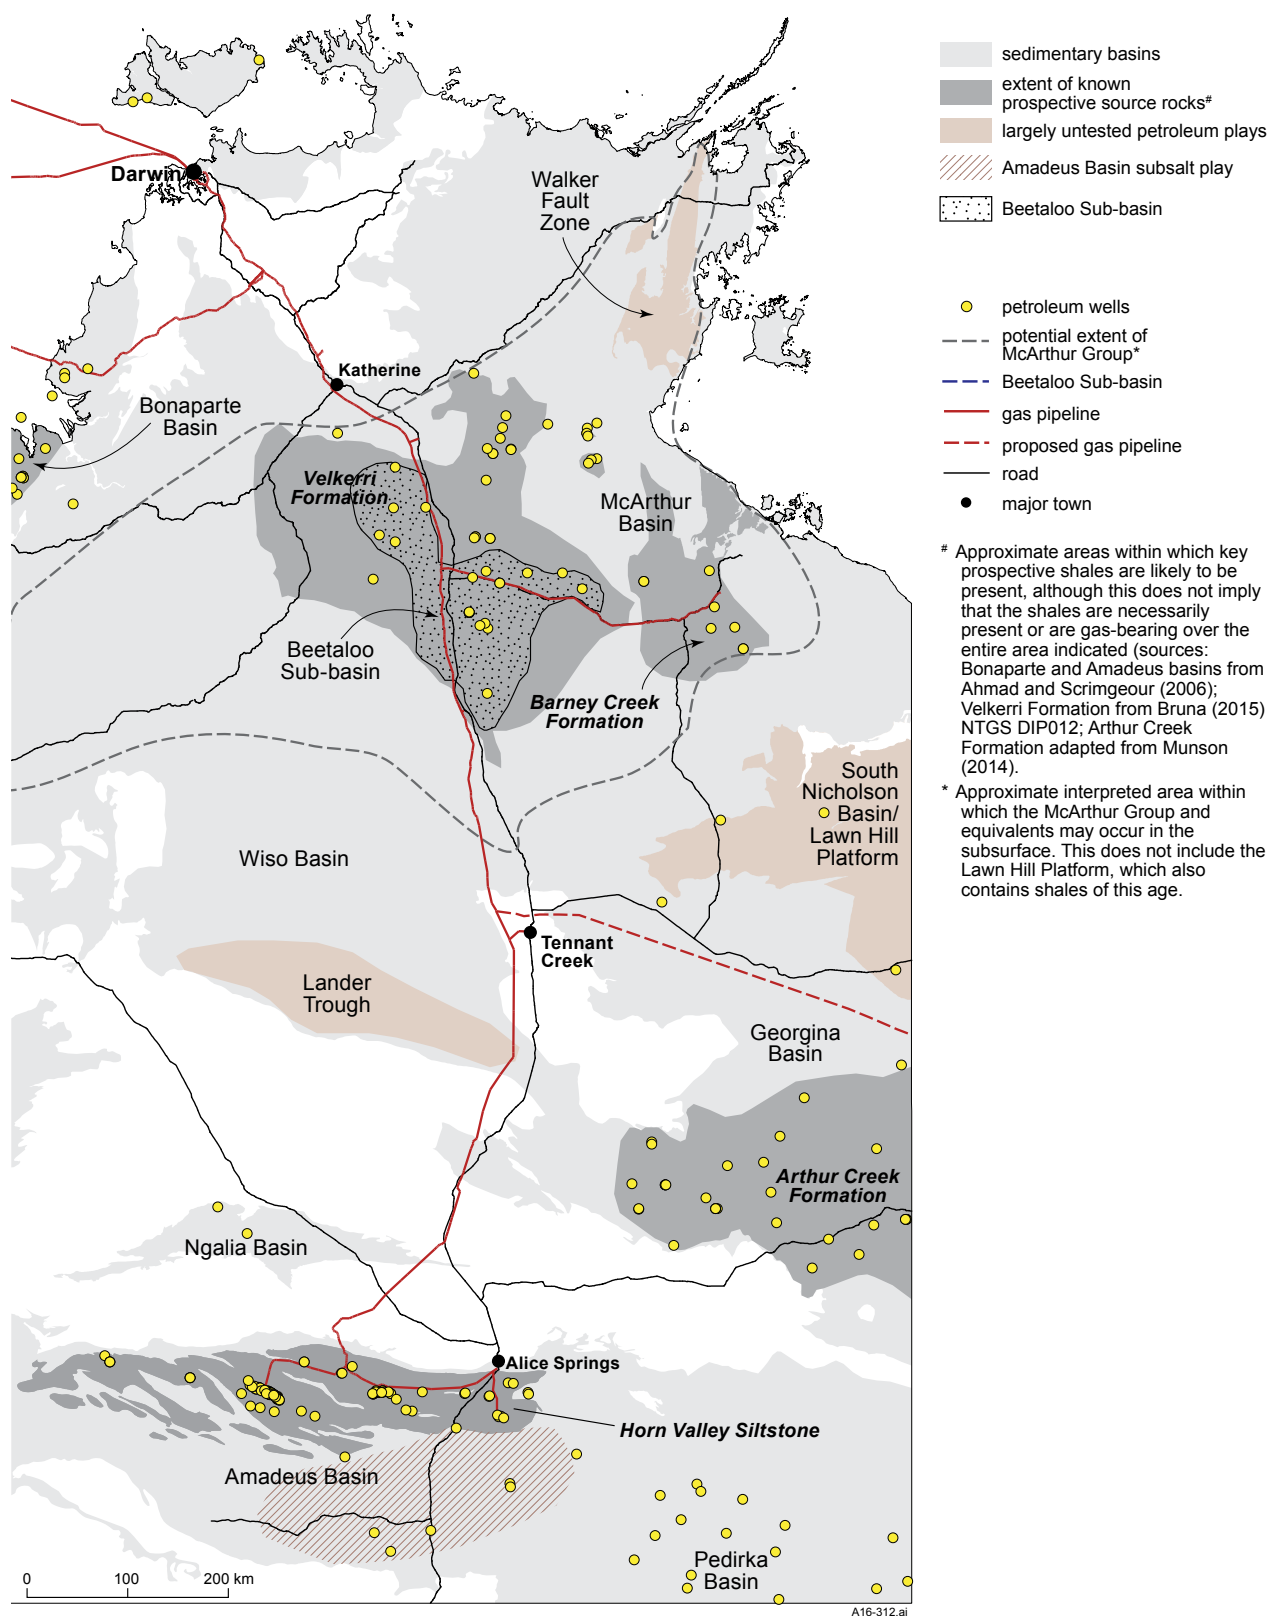 sedimentary basins
extent of known
prospective source rocks#
largely untested petroleum plays
Amadeus Basin subsalt play
Beetaloo Sub-basin
petroleum wells
potential extent of
McArthur Group*
Beetaloo Sub-basin
gas pipeline
proposed gas pipeline
road
major town
# Approximate areas within which key
prospective shales are likely to be
present, although this does not imply
that the shales are necessarily
present or are gas-bearing over the
entire area indicated (sources:
Bonaparte and Amadeus basins from
Ahmad and Scrimgeour (2006);
Velkerri Formation from Bruna (2015)
NTGS DIP012; Arthur Creek
Formation adapted from Munson
(2014).
* Approximate interpreted area within
which the McArthur Group and
equivalents may occur in the
subsurface. This does not include the
Lawn Hill Platform, which also
contains shales of this age.
Darwin
Walker
Fault
Zone
Katherine
Bonaparte
Basin
Velkerri
Formation
McArthur
Basin
Beetaloo
Sub-basin
Barney Creek
Formation
South
Nicholson
Basin/
Lawn Hill
Platform
Wiso Basin
Tennant
Creek
Lander
Trough
Georgina
Basin
Arthur Creek
Formation
Ngalia Basin
Alice Springs
Horn Valley Siltstone
Amadeus Basin
Pedirka
Basin
0 100 200 km
A16-312.ai